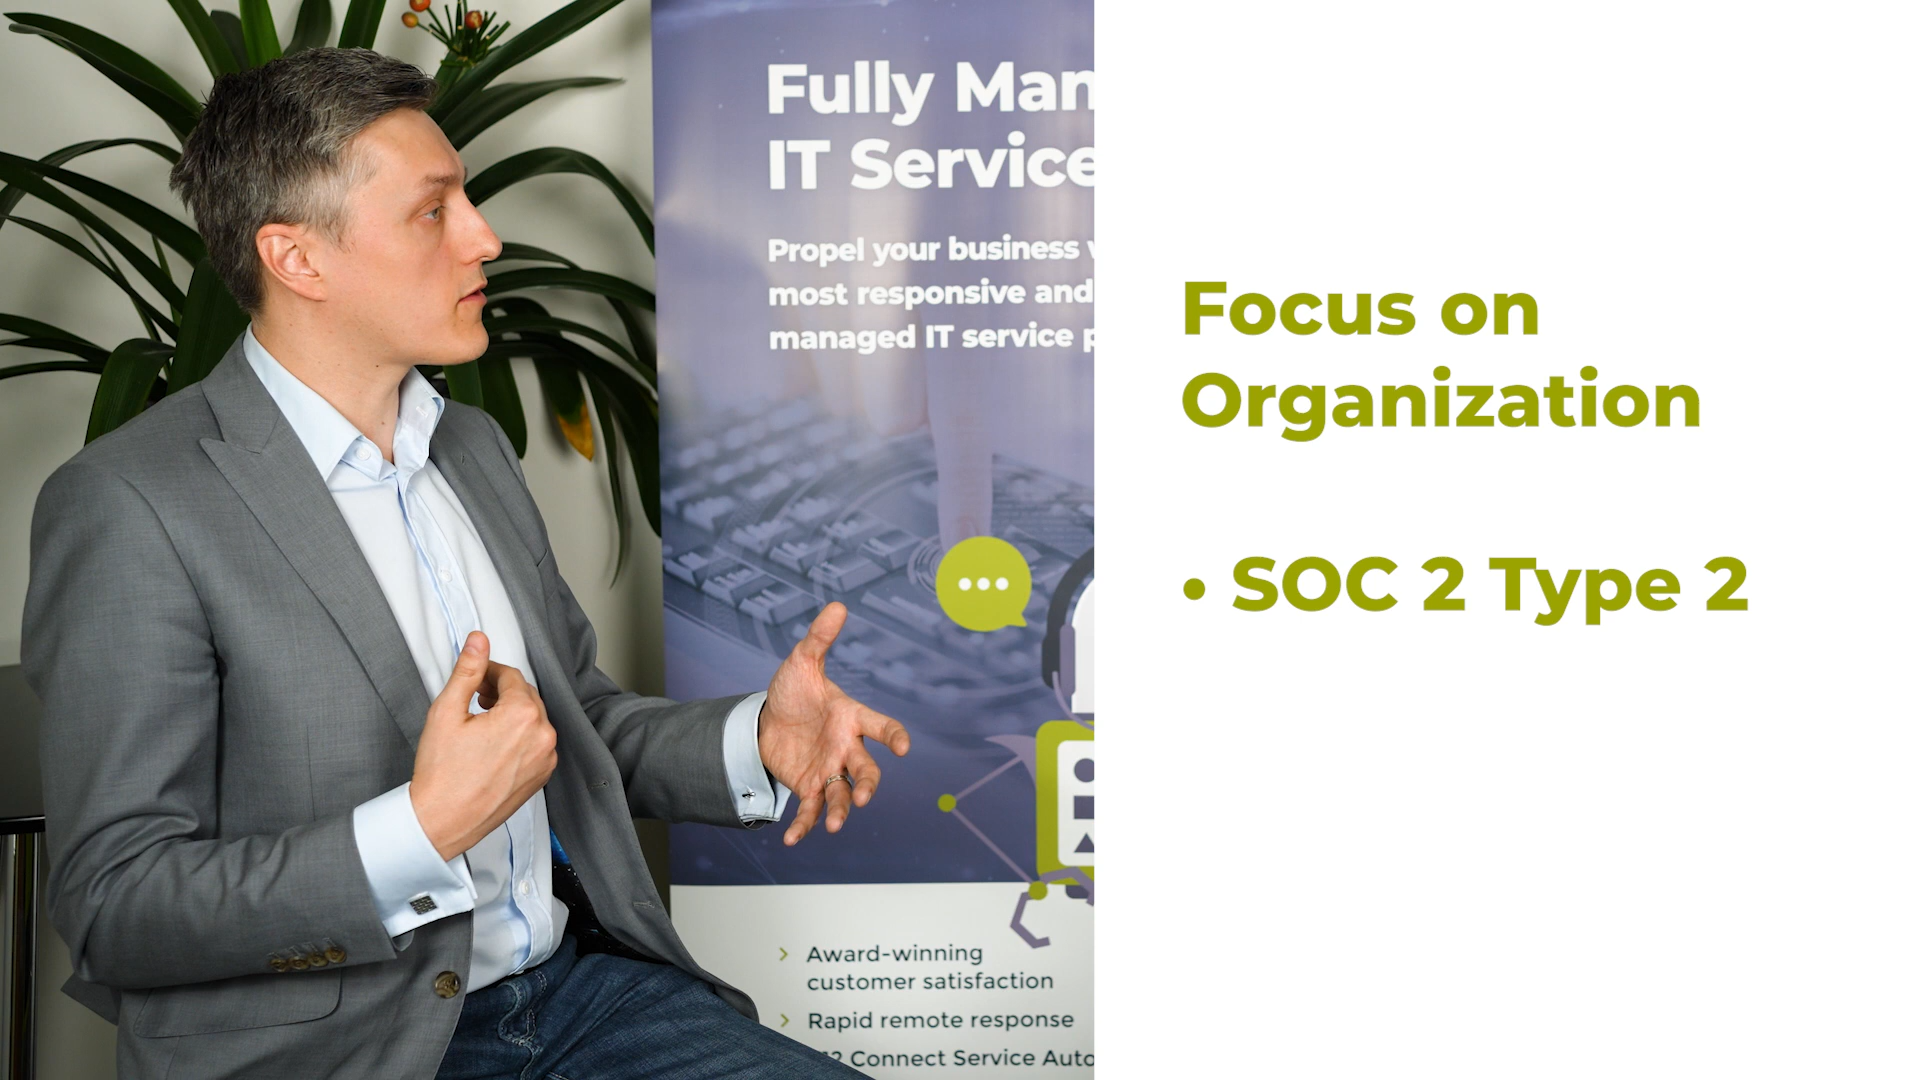 Fully Man
IT Service
Propel your business
most responsive and
managed IT service p
Award-winning
customer satisfaction
Rapid remote response
Connect Service Auto
Focus on
Organization
• SOC 2 Type 2